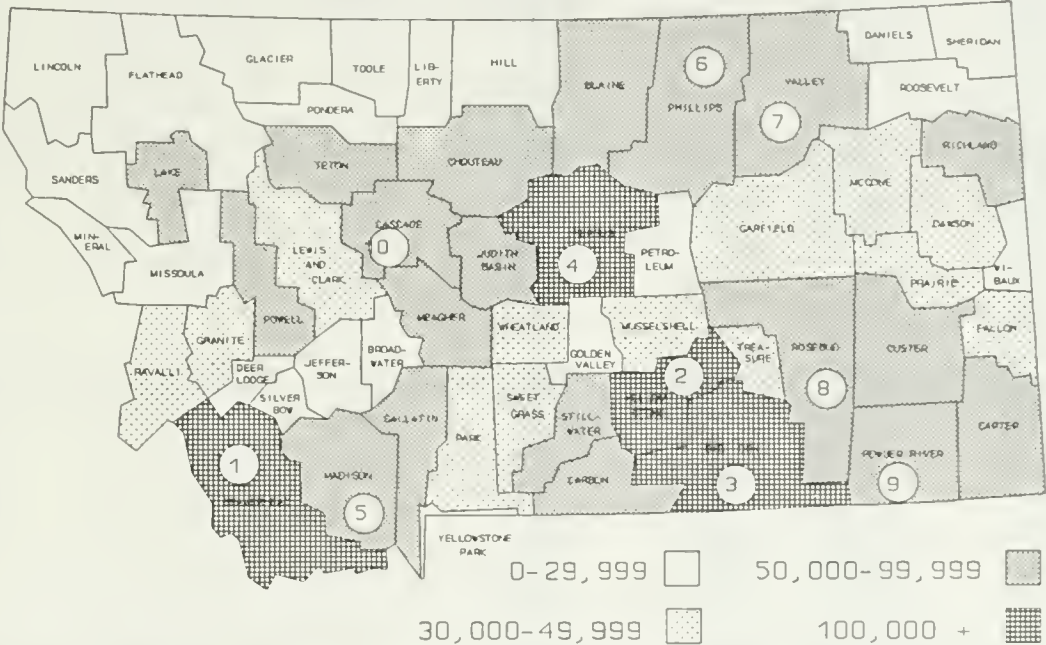 LINCOLN
FLATHEAD
GLACIER
TOOLE
LIB-
ERTY
HILL
BLAINE
PHILLIPS
6
VALLEY
7
DANIELS
SHERIDAN
ROOSEVELT
PONDERA
SANDERS
LAKE
TETON
CHOUTEAU
RICHLAND
MCCONE
MIN-
ERAL
MISSOULA
LEWIS
AND
CLARK
CASCADE
0
JUDITH
BASIN
4
PETRO-
LEUM
GARFIELD
DAWSON
PRAIRIE
WI-
BAUX
POWELL
GRANITE
RAVALLI
DEER
LODGE
SILVER
BOW
JEFFER-
SON
BROAD-
WATER
MEAGHER
WHEATLAND
GOLDEN
VALLEY
MUSSELSHELL
TREA-
SURE
ROSEBUD
CUSTER
FALLON
2
8
GALLATIN
PARK
SWEET
GRASS
STILL-
WATER
CARBON
3
POWDER RIVER
9
CARTER
1
MADISON
5
YELLOWSTONE
PARK
0-29,999
50,000-99,999
30,000-49,999
100,000 +